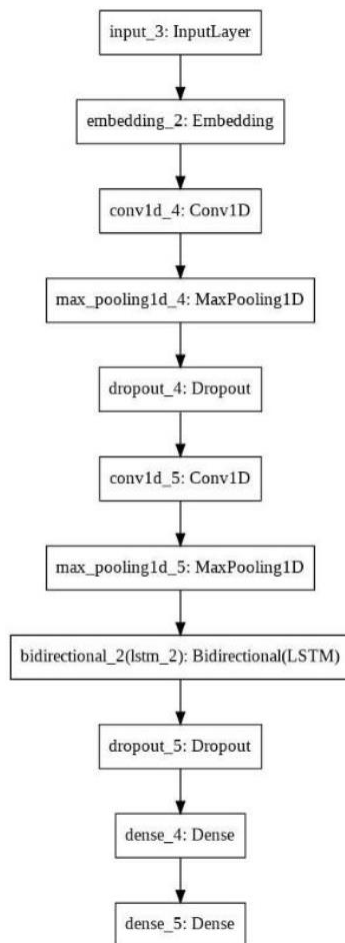 input_3: InputLayer
embedding_2: Embedding
conv1d_4: Conv1D
max_pooling1d_4: MaxPooling1D
dropout_4: Dropout
conv1d_5: Conv1D
max_pooling1d_5: MaxPooling1D
bidirectional_2(lstm_2): Bidirectional(LSTM)
dropout_5: Dropout
dense_4: Dense
dense_5: Dense